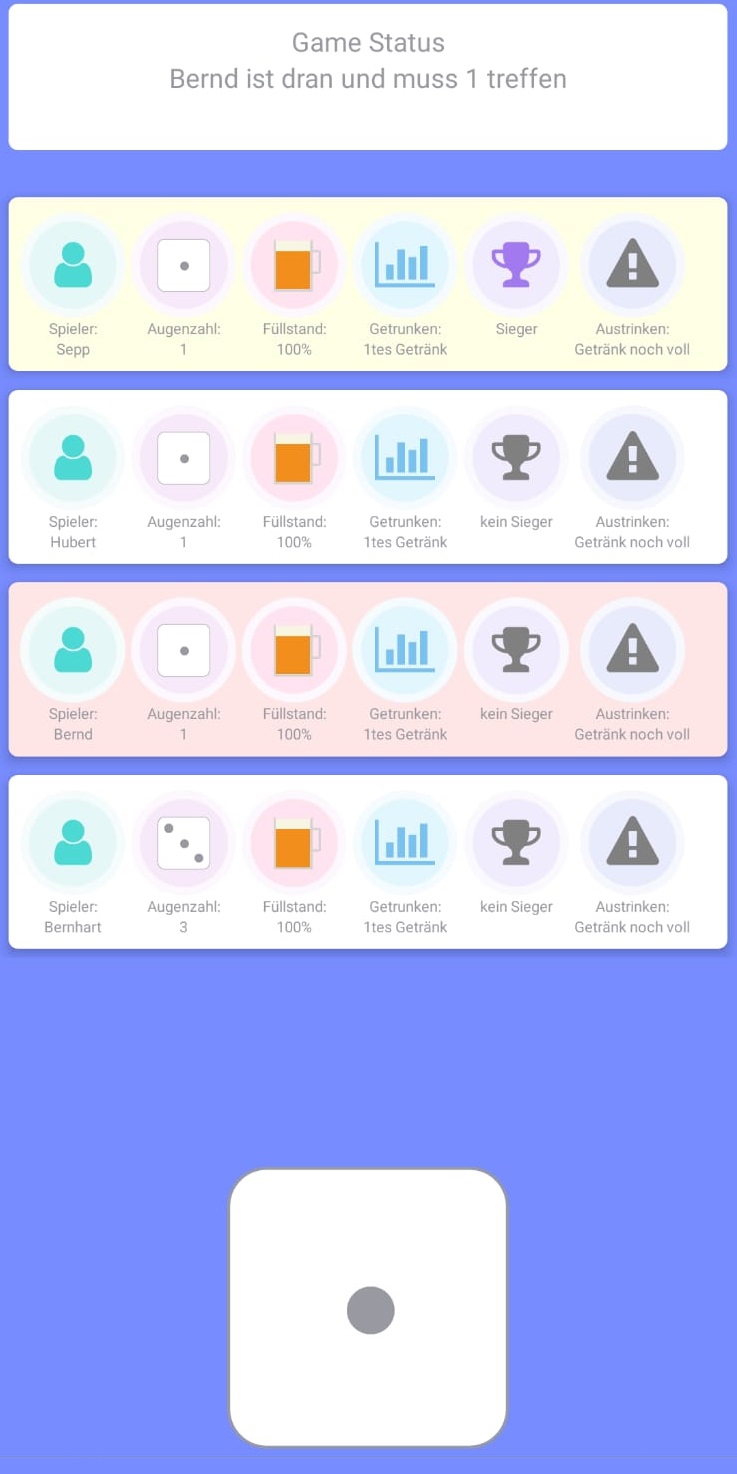 Game Status
Bernd ist dran und muss 1 treffen
Spieler: Augenzahl: Füllstand: Getrunken: Sieger Austrinken:
Sepp 1 100% 1tes Getränk Getränk noch voll
Spieler: Augenzahl: Füllstand: Getrunken: kein Sieger Austrinken:
Hubert 1 100% 1tes Getränk Getränk noch voll
Spieler: Augenzahl: Füllstand: Getrunken: kein Sieger Austrinken:
Bernd 1 100% 1tes Getränk Getränk noch voll
Spieler: Augenzahl: Füllstand: Getrunken: kein Sieger Austrinken:
Bernhart 3 100% 1tes Getränk Getränk noch voll